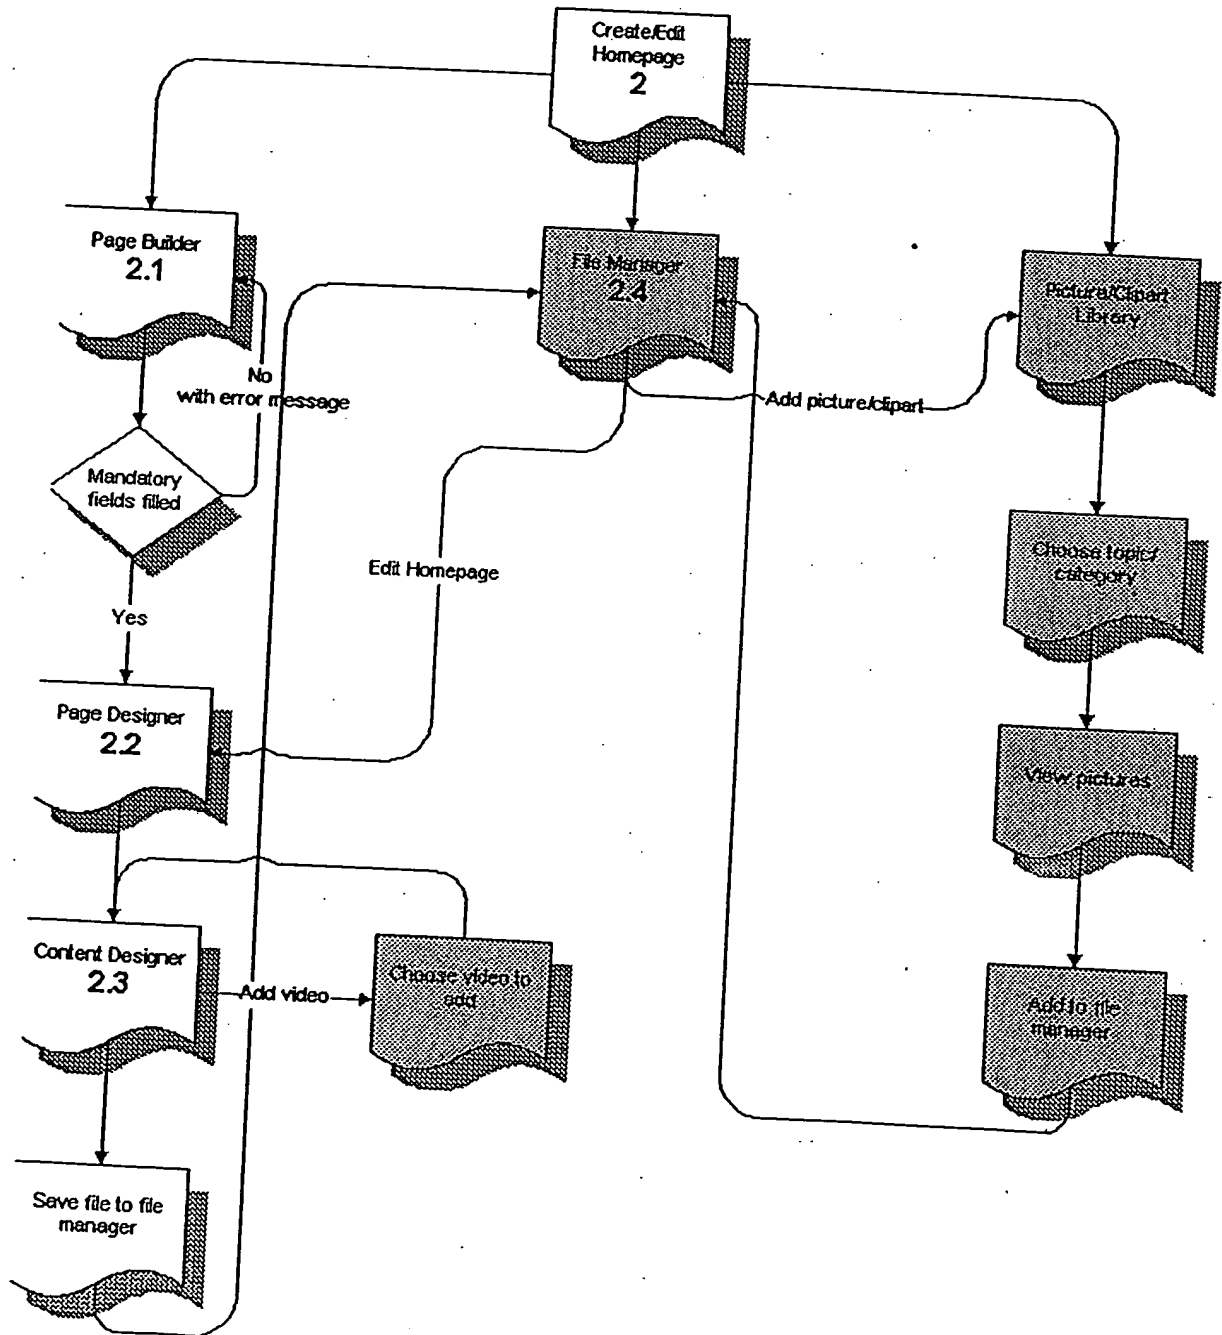 Create/Edit
Homepage
2
Page Builder
2.1
File Manager
2.4
Picture/Clipart
Library
No
with error message
Add picture/clipart
Mandatory
fields filled
Edit Homepage
Choose topic/
category
Yes
Page Designer
2.2
View pictures
Content Designer
2.3
Add video
Choose video to
add
Add to file
manager
Save file to file
manager